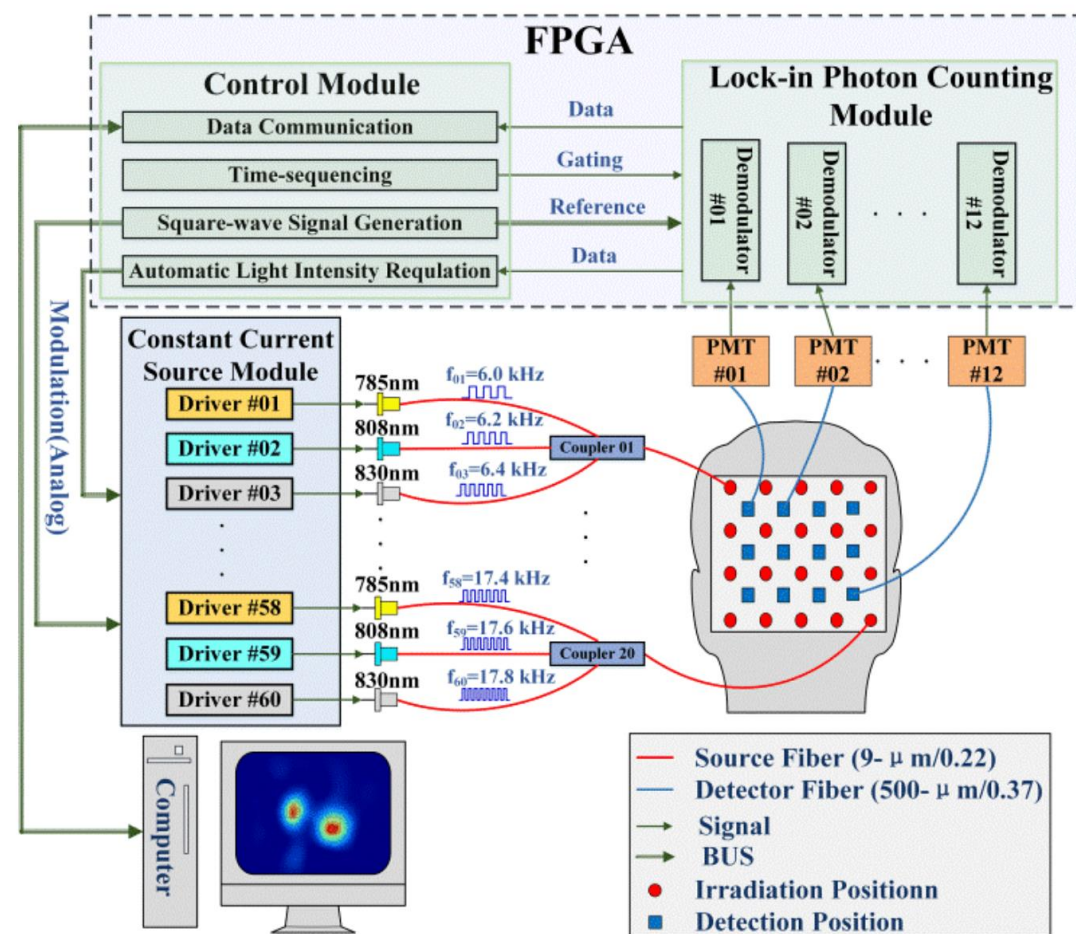 FPGA
Control Module
Data Communication
Time-sequencing
Square-wave Signal Generation
Automatic Light Intensity Requlation
Data
Gating
Reference
Data
Lock-in Photon Counting
Module
Demodulator
#01
Demodulator
#02
. . .
Demodulator
#12
Modulation(Analog)
Constant Current
Source Module
Driver #01
Driver #02
Driver #03
Driver #58
Driver #59
Driver #60
785nm
808nm
830nm
785nm
808nm
830nm
f01=6.0 kHz
f02=6.2 kHz
f03=6.4 kHz
f58=17.4 kHz
f59=17.6 kHz
f60=17.8 kHz
Coupler 01
Coupler 20
PMT
#01
PMT
#02
. . .
PMT
#12
Computer
Source Fiber (9- μ m/0.22)
Detector Fiber (500- μ m/0.37)
Signal
BUS
Irradiation Positionn
Detection Position